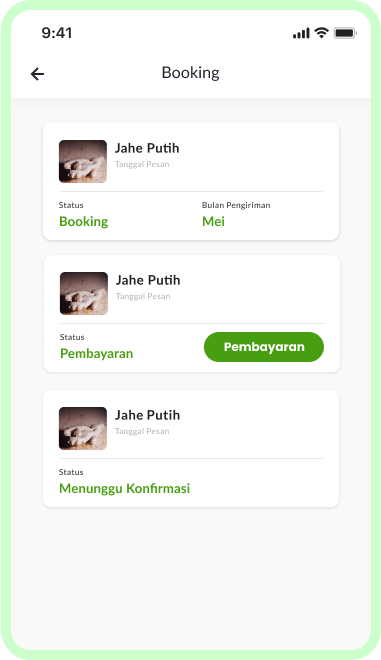 9:41
Booking
Jahe Putih
Tanggal Pesan
Status
Bulan Pengiriman
Booking
Mei
Jahe Putih
Tanggal Pesan
Status
Pembayaran
Pembayaran
Jahe Putih
Tanggal Pesan
Status
Menunggu Konfirmasi